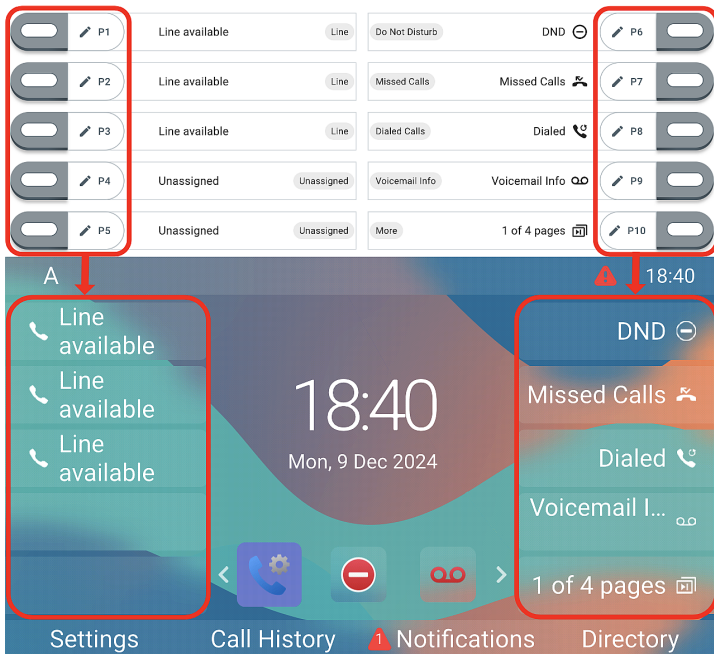 P1 Line available Line Do Not Disturb DND P6
P2 Line available Line Missed Calls Missed Calls P7
P3 Line available Line Dialed Calls Dialed P8
P4 Unassigned Unassigned Voicemail Info Voicemail Info P9
P5 Unassigned Unassigned More 1 of 4 pages P10
A 18:40
Line
available
Line
available
Line
available
18:40
Mon, 9 Dec 2024
DND
Missed Calls
Dialed
Voicemail I...
1 of 4 pages
Settings Call History 1 Notifications Directory